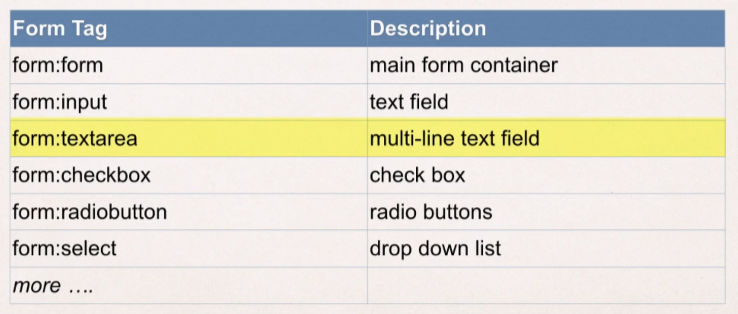 Form Tag Description
form:form main form container
form:input text field
form:textarea multi-line text field
form:checkbox check box
form:radiobutton radio buttons
form:select drop down list
more ….